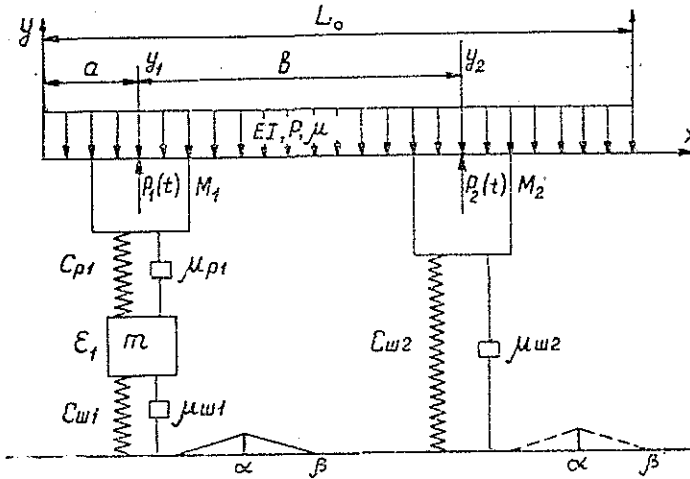 y
L₀
a
y₁
в
y₂
EI, P, μ
x
P₁(t)
M₁
P₂(t)
M₂
Cр1
μр1
ε₁
m
Cш2
μш2
Cш1
μш1
α
β
α
β